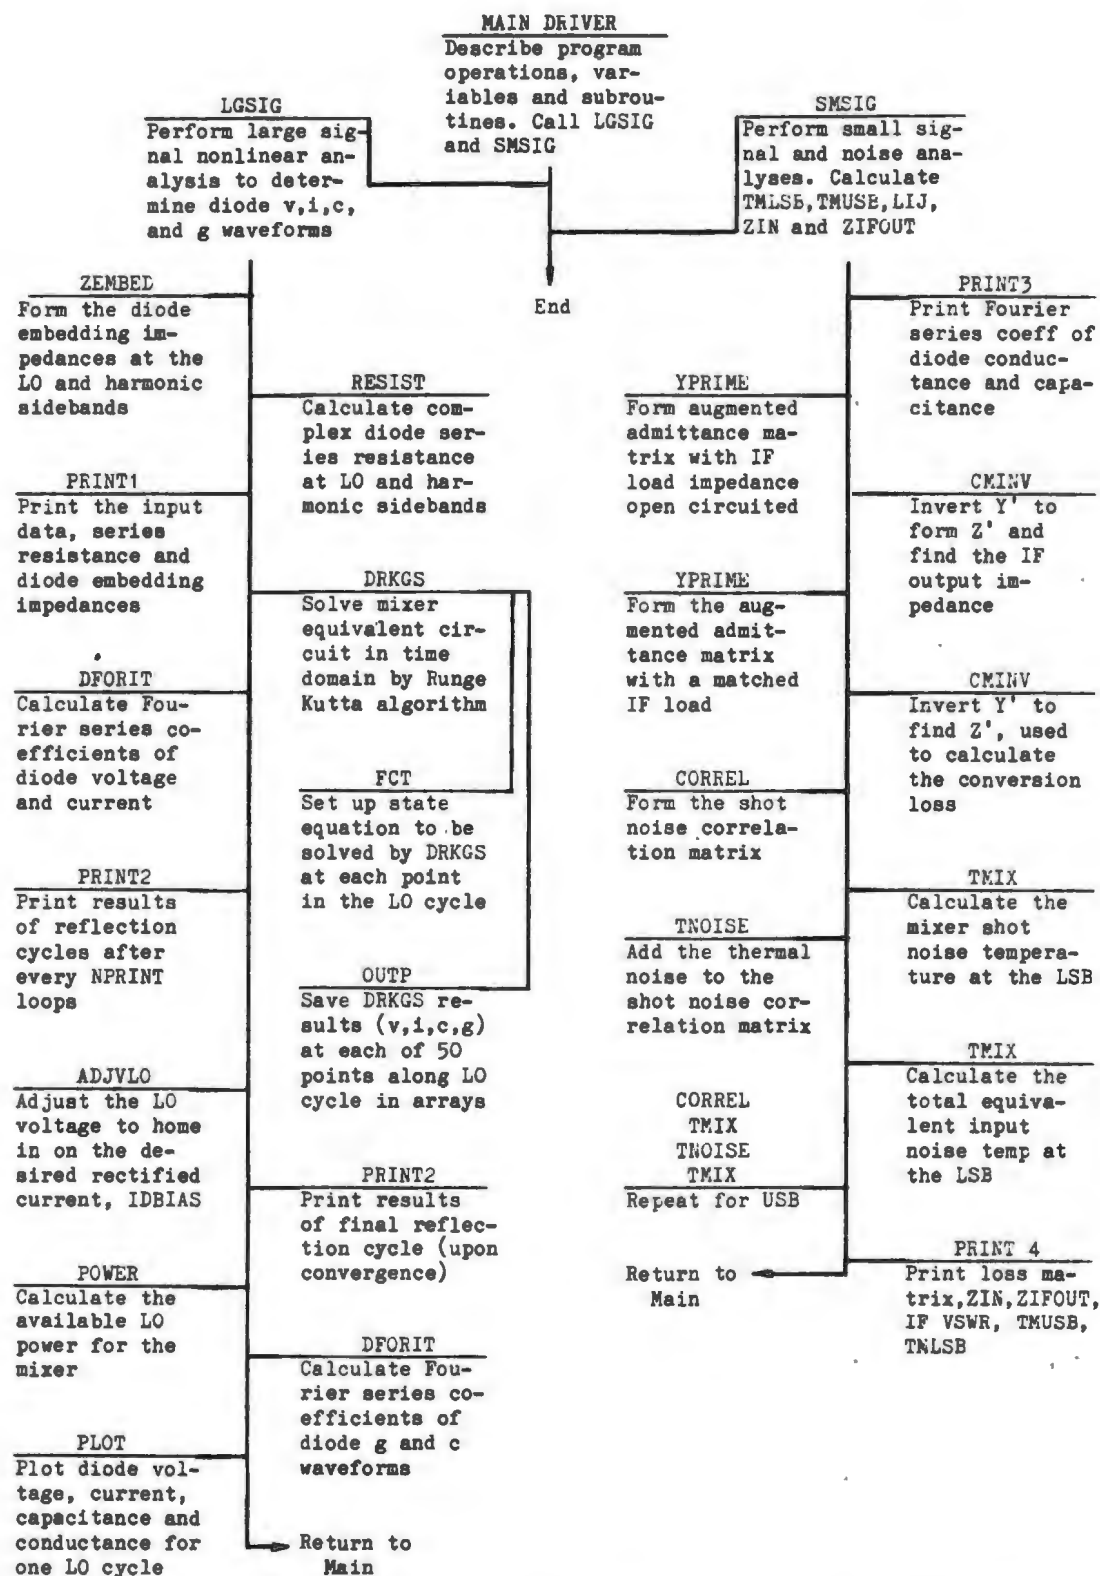 MAIN DRIVER
Describe program
operations, var-
iables and subrou-
tines. Call LGSIG
and SMSIG
End
LGSIG
Perform large sig-
nal nonlinear an-
alysis to deter-
mine diode v,i,c,
and g waveforms
ZEMBED
Form the diode
embedding im-
pedances at the
LO and harmonic
sidebands
RESIST
Calculate com-
plex diode ser-
ies resistance
at LO and har-
monic sidebands
PRINT1
Print the input
data, series
resistance and
diode embedding
impedances
DRKGS
Solve mixer
equivalent cir-
cuit in time
domain by Runge
Kutta algorithm
FCT
Set up state
equation to be
solved by DRKGS
at each point
in the LO cycle
OUTP
Save DRKGS re-
sults (v,i,c,g)
at each of 50
points along LO
cycle in arrays
DFORIT
Calculate Fou-
rier series co-
efficients of
diode voltage
and current
PRINT2
Print results
of reflection
cycles after
every NPRINT
loops
ADJVLO
Adjust the LO
voltage to home
in on the de-
sired rectified
current, IDBIAS
PRINT2
Print results
of final reflec-
tion cycle (upon
convergence)
POWER
Calculate the
available LO
power for the
mixer
DFORIT
Calculate Fou-
rier series co-
efficients of
diode g and c
waveforms
PLOT
Plot diode vol-
tage, current,
capacitance and
conductance for
one LO cycle
Return to
Main
SMSIG
Perform small sig-
nal and noise ana-
lyses. Calculate
TMLSB,TMUSB,LIJ,
ZIN and ZIFOUT
PRINT3
Print Fourier
series coeff of
diode conduc-
tance and capa-
citance
YPRIME
Form augmented
admittance ma-
trix with IF
load impedance
open circuited
CMINV
Invert Y' to
form Z' and
find the IF
output im-
pedance
YPRIME
Form the aug-
mented admit-
tance matrix
with a matched
IF load
CMINV
Invert Y' to
find Z', used
to calculate
the conversion
loss
CORREL
Form the shot
noise correla-
tion matrix
TMIX
Calculate the
mixer shot
noise tempera-
ture at the LSB
TNOISE
Add the thermal
noise to the
shot noise cor-
relation matrix
TMIX
Calculate the
total equiva-
lent input
noise temp at
the LSB
CORREL
TMIX
TNOISE
TMIX
Repeat for USB
PRINT 4
Print loss ma-
trix,ZIN,ZIFOUT,
IF VSWR, TMUSB,
TMLSB
Return to
Main